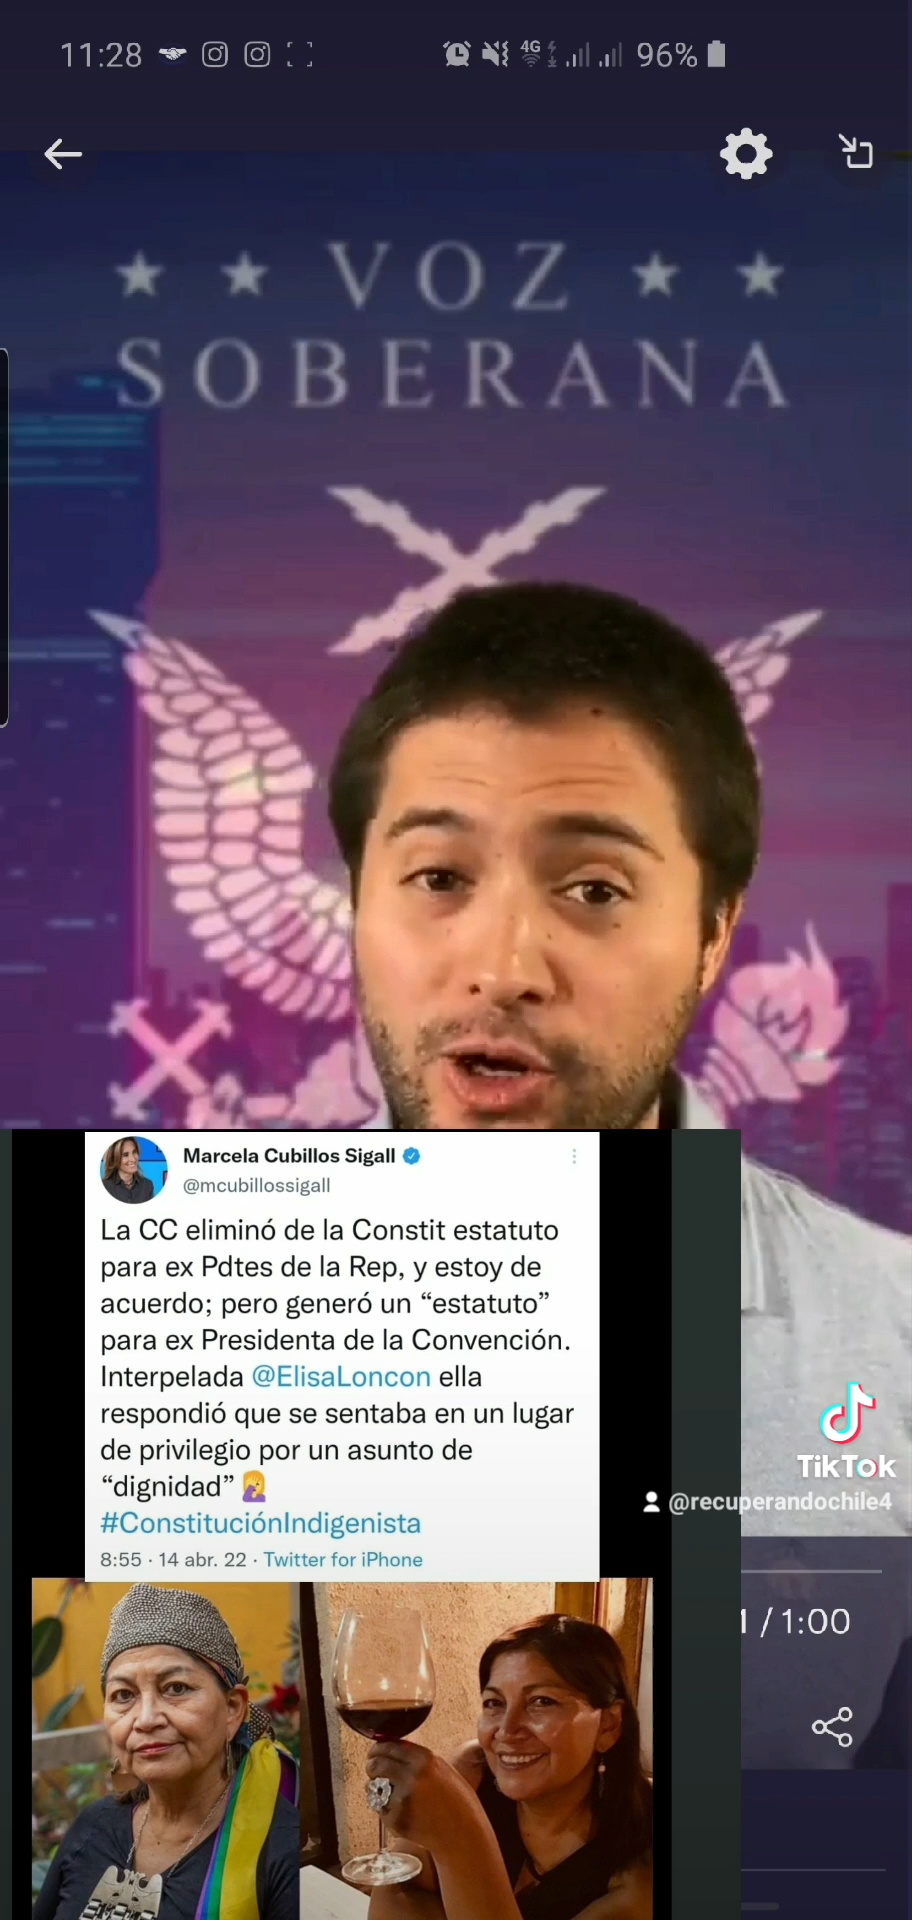 11:28
4G
96%
VOZ
SOBERANA
Marcela Cubillos Sigall
@mcubillossigall
La CC eliminó de la Constit estatuto
para ex Pdtes de la Rep, y estoy de
acuerdo; pero generó un “estatuto”
para ex Presidenta de la Convención.
Interpelada @ElisaLoncon ella
respondió que se sentaba en un lugar
de privilegio por un asunto de
“dignidad”🤦‍♀️
#ConstituciónIndigenista
8:55 · 14 abr. 22 · Twitter for iPhone
TikTok
@recuperandochile4
1 / 1:00